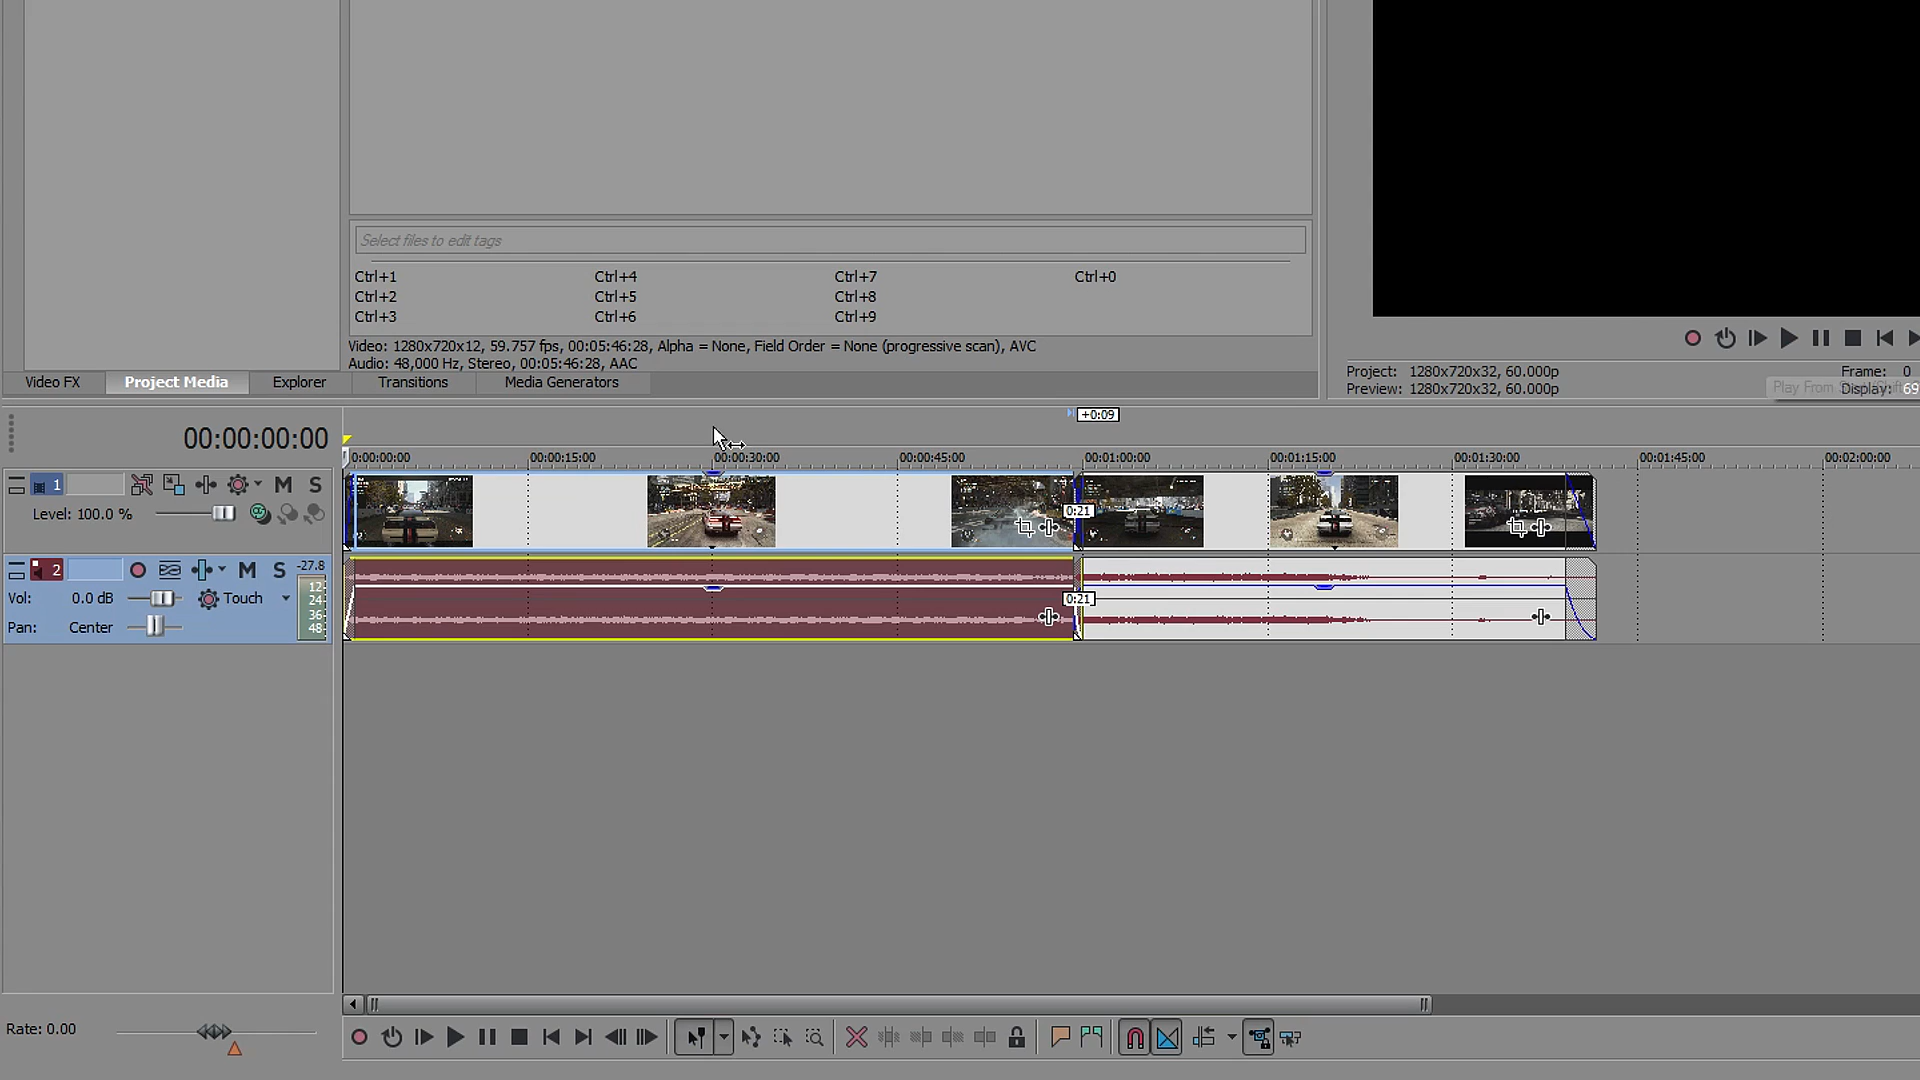 Select files to edit tags
Ctrl+1 Ctrl+4 Ctrl+7 Ctrl+0
Ctrl+2 Ctrl+5 Ctrl+8
Ctrl+3 Ctrl+6 Ctrl+9
Video: 1280x720x12, 59.757 fps, 00:05:46:28, Alpha = None, Field Order = None (progressive scan), AVC
Audio: 48,000 Hz, Stereo, 00:05:46:28, AAC
Video FX Project Media Explorer Transitions Media Generators
Project: 1280x720x32, 60.000p Frame: 0
Preview: 1280x720x32, 60.000p Display: 69
+0:09
00:00:00:00
0:00:00:00 00:00:15:00 00:00:30:00 00:00:45:00 00:01:00:00 00:01:15:00 00:01:30:00 00:01:45:00 00:02:00:00
1 M S
Level: 100.0 %
0:21
2 M S -27.8
12
24
36
48
Vol: 0.0 dB Touch
Pan: Center
0:21
Rate: 0.00